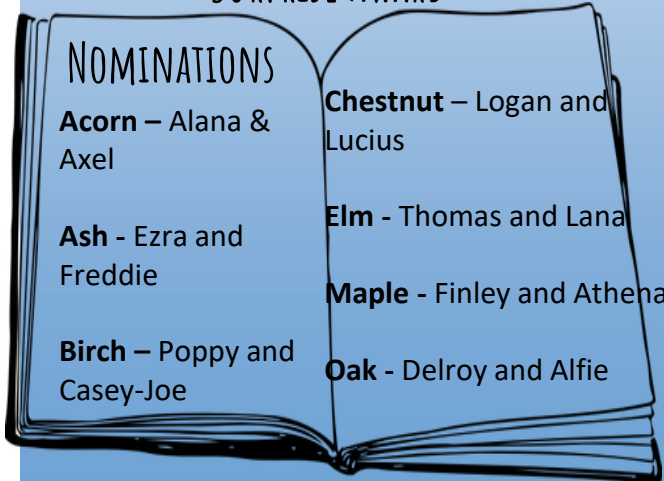 NOMINATIONS
Acorn – Alana &
Axel
Ash - Ezra and
Freddie
Birch – Poppy and
Casey-Joe
Chestnut – Logan and
Lucius
Elm - Thomas and Lana
Maple - Finley and Athena
Oak - Delroy and Alfie